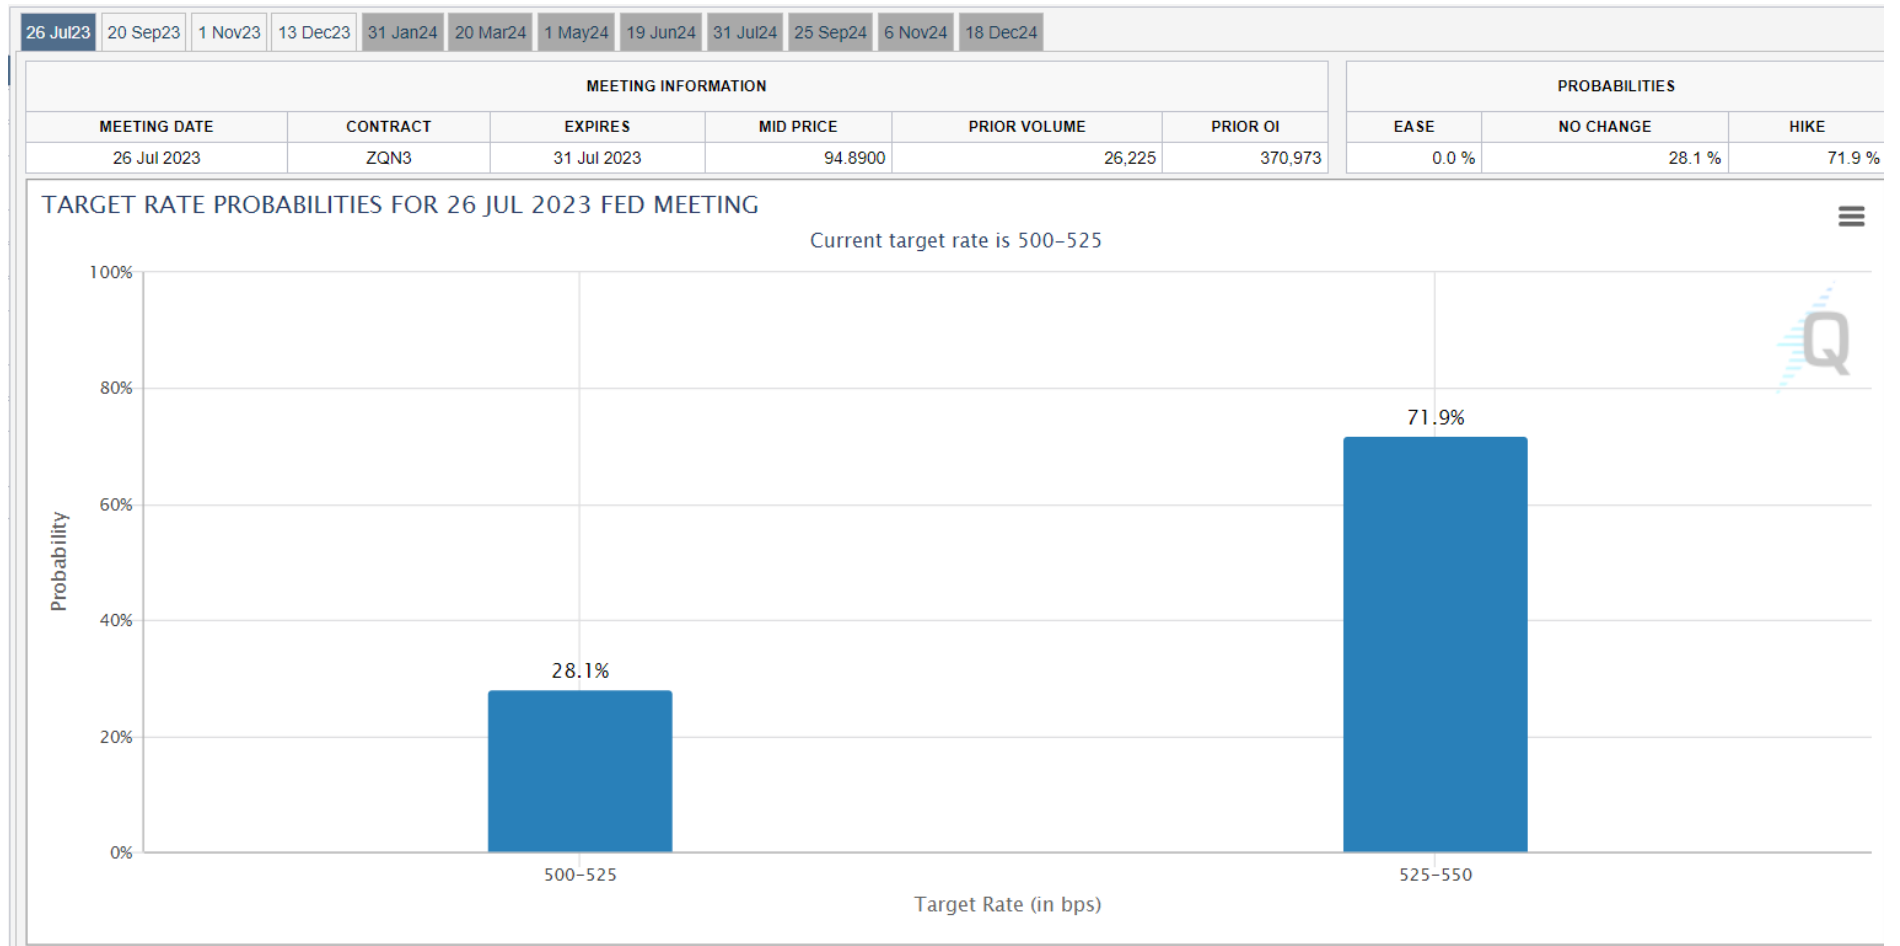 26 Jul23 20 Sep23 1 Nov23 13 Dec23 31 Jan24 20 Mar24 1 May24 19 Jun24 31 Jul24 25 Sep24 6 Nov24 18 Dec24
MEETING INFORMATION PROBABILITIES
MEETING DATE CONTRACT EXPIRES MID PRICE PRIOR VOLUME PRIOR OI EASE NO CHANGE HIKE
26 Jul 2023 ZQN3 31 Jul 2023 94.8900 26,225 370,973 0.0 % 28.1 % 71.9 %
TARGET RATE PROBABILITIES FOR 26 JUL 2023 FED MEETING
Current target rate is 500–525
100%
80%
60%
40%
20%
0%
Probability
Q
71.9%
28.1%
500–525 525–550
Target Rate (in bps)